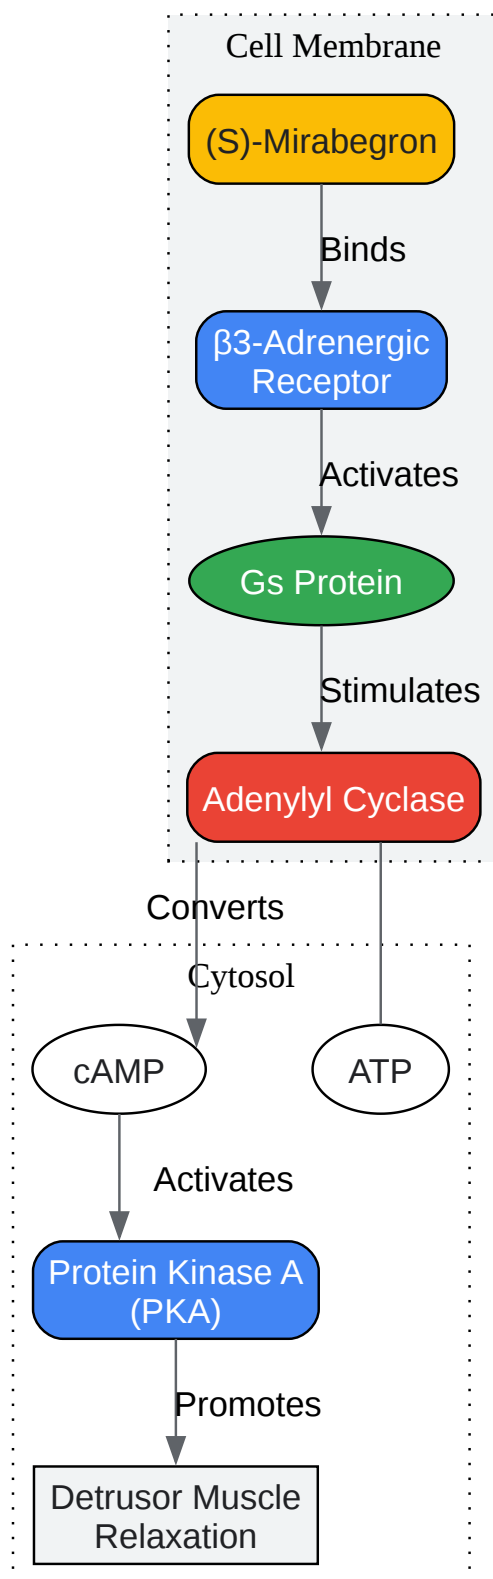 Cell Membrane
(S)-Mirabegron
Binds
β3-Adrenergic
Receptor
Activates
Gs Protein
Stimulates
Adenylyl Cyclase
Converts
Cytosol
cAMP
ATP
Activates
Protein Kinase A
(PKA)
Promotes
Detrusor Muscle
Relaxation